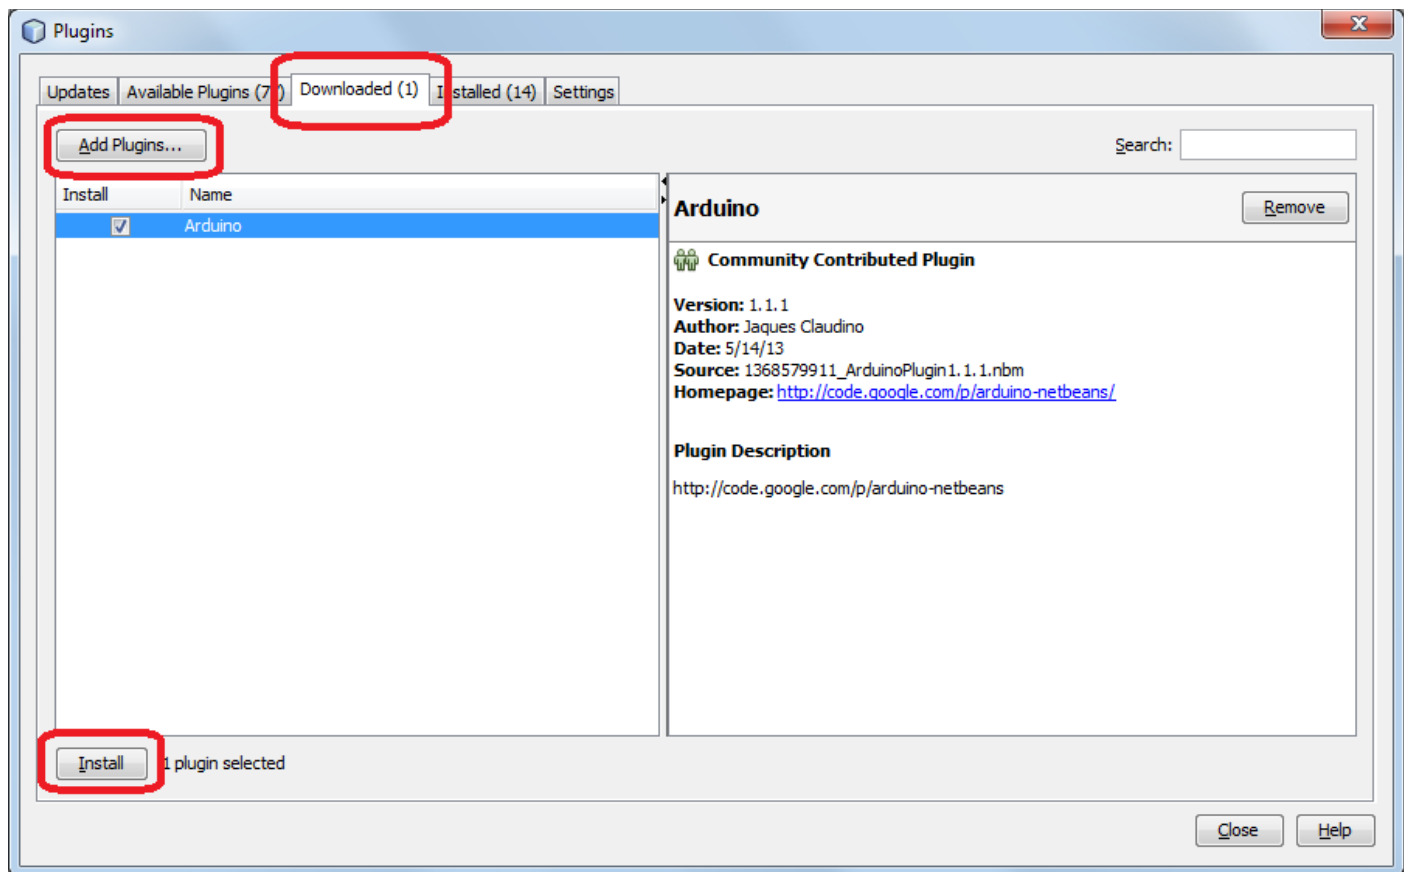 Plugins
Updates Available Plugins (77) Downloaded (1) Installed (14) Settings
Add Plugins... Search:
Install Name
Arduino
Arduino Remove
Community Contributed Plugin
Version: 1.1.1
Author: Jaques Claudino
Date: 5/14/13
Source: 1368579911_ArduinoPlugin1.1.1.nbm
Homepage: http://code.google.com/p/arduino-netbeans/
Plugin Description
http://code.google.com/p/arduino-netbeans
Install 1 plugin selected
Close Help